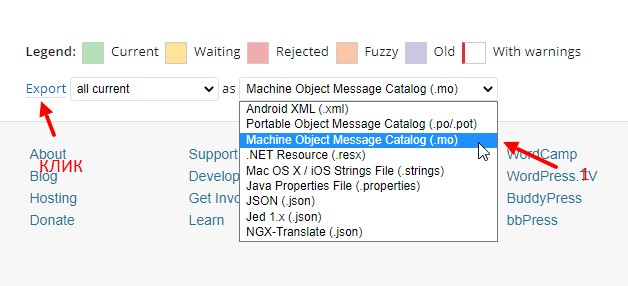 Legend: Current Waiting Rejected Fuzzy Old With warnings
Export all current as Machine Object Message Catalog (.mo)
Android XML (.xml)
Portable Object Message Catalog (.po/.pot)
Machine Object Message Catalog (.mo)
.NET Resource (.resx)
Mac OS X / iOS Strings File (.strings)
Java Properties File (.properties)
JSON (.json)
Jed 1.x (.json)
NGX-Translate (.json)
КЛИК
1
About
Blog
Hosting
Donate
Support
Develop
Get Invo
Learn
WordCamp
WordPress.TV
BuddyPress
bbPress